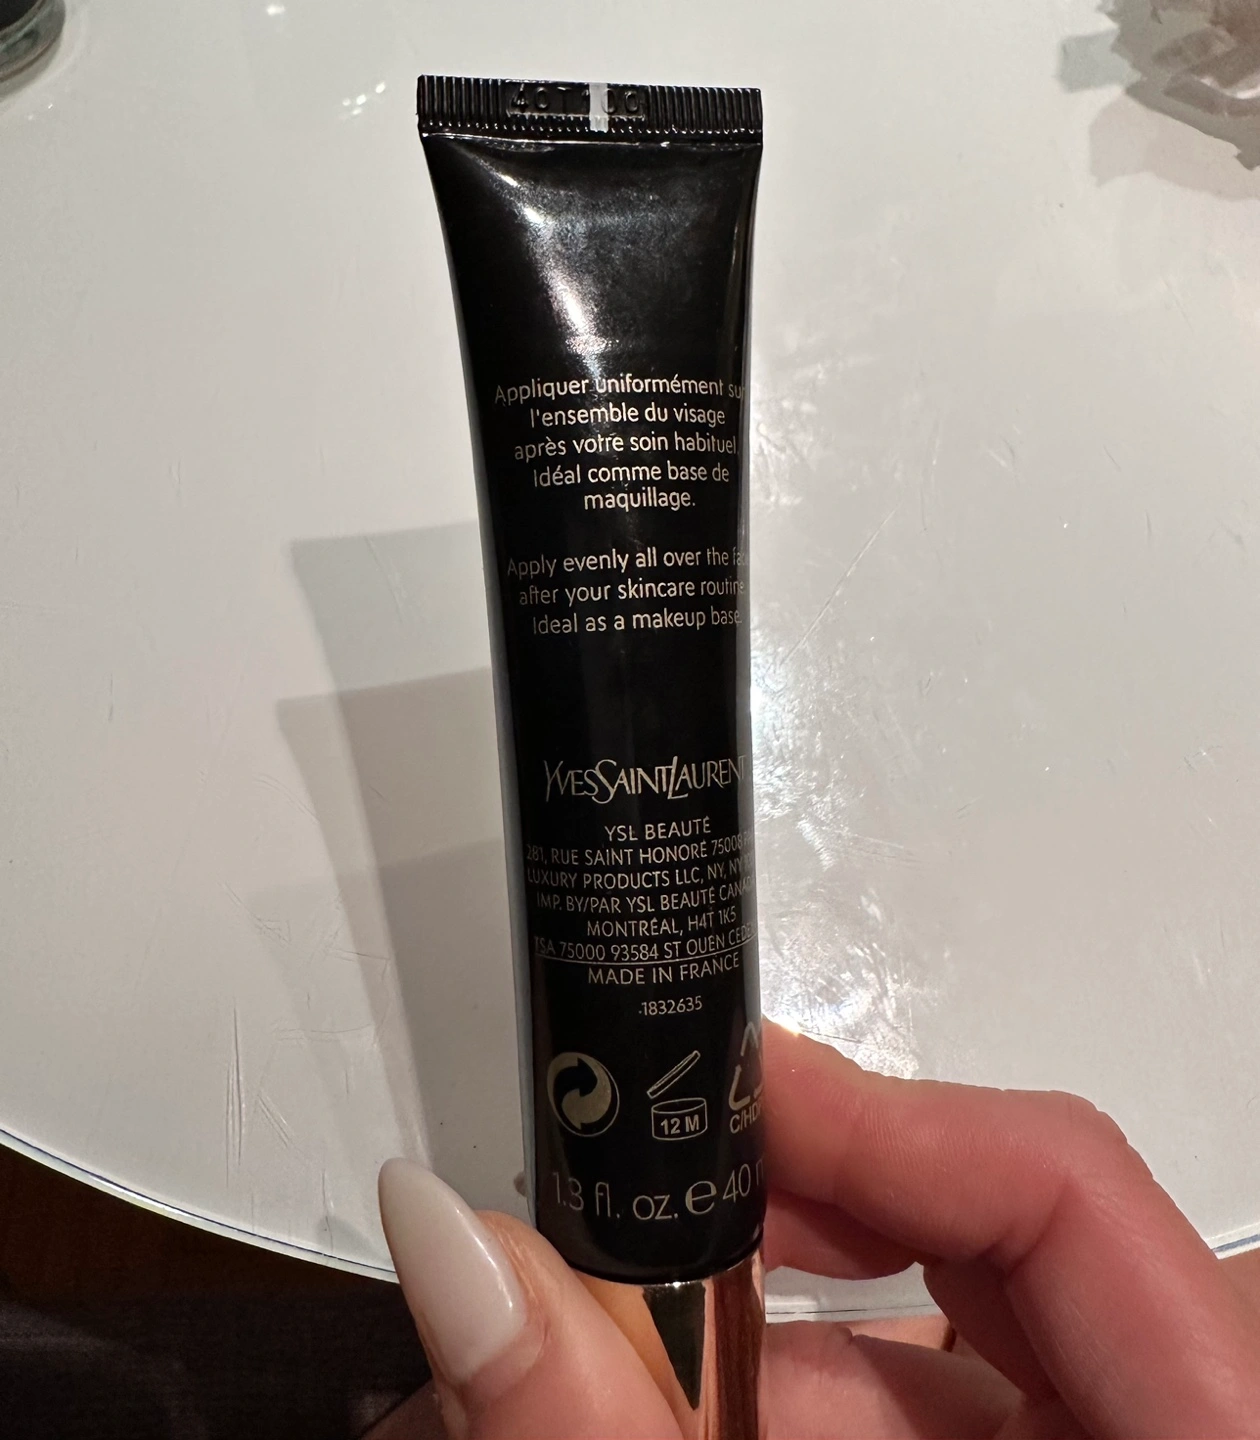 40T100
Appliquer uniformément
l'ensemble du visage
après votre soin habituel.
Idéal comme base de
maquillage.
Apply evenly all over the
after your skincare routine.
Ideal as a makeup base.
YVESSAINTLAURENT
YSL BEAUTÉ
281, RUE SAINT HONORÉ 75008
LUXURY PRODUCTS LLC, NY, NY
IMP. BY/PAR YSL BEAUTÉ
MONTRÉAL, H4T 1K5
TSA 75000 93584 ST OUEN
MADE IN FRANCE
1832635
12 M
1.3 fl. oz. e 40